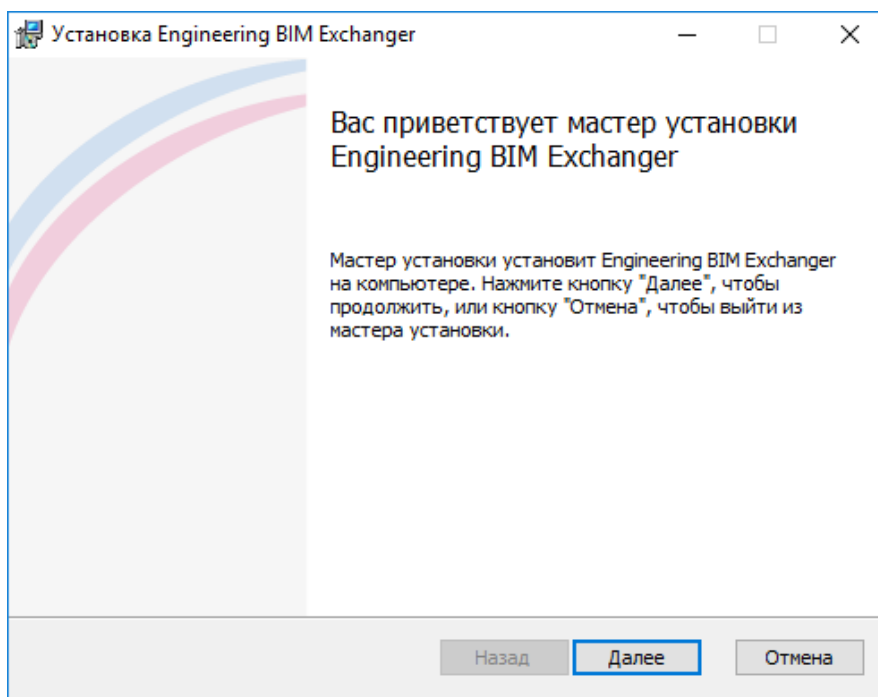 Установка Engineering BIM Exchanger
Вас приветствует мастер установки
Engineering BIM Exchanger
Мастер установки установит Engineering BIM Exchanger
на компьютере. Нажмите кнопку "Далее", чтобы
продолжить, или кнопку "Отмена", чтобы выйти из
мастера установки.
Назад Далее Отмена